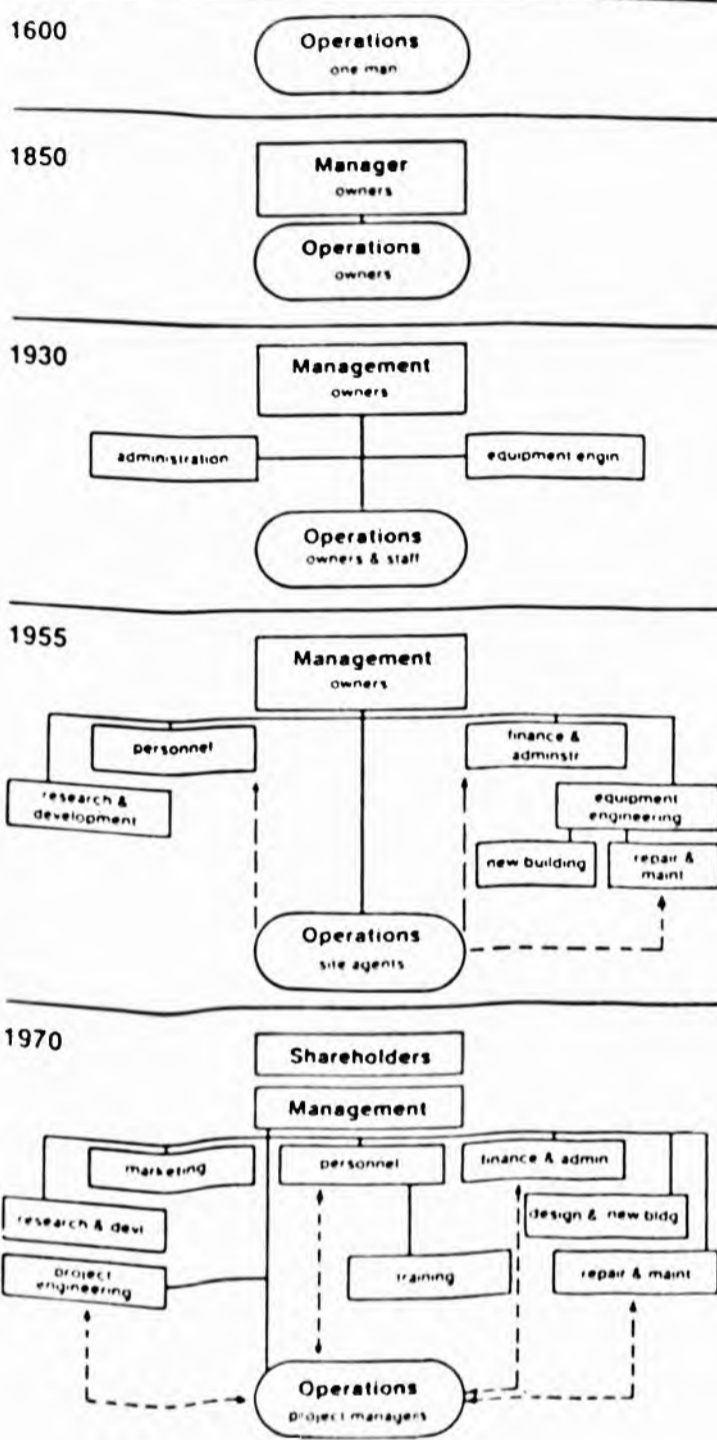 1600
Operations
one man
1850
Manager
owners
Operations
owners
1930
Management
owners
administration
equipment engin.
Operations
owners & staff
1955
Management
owners
personnel
finance &
adminstr
research &
development
equipment
engineering
new building
repair &
maint
Operations
site agents
1970
Shareholders
Management
marketing
personnel
finance & admin
research & devl
design & new bldg
project
engineering
training
repair & maint
Operations
project managers